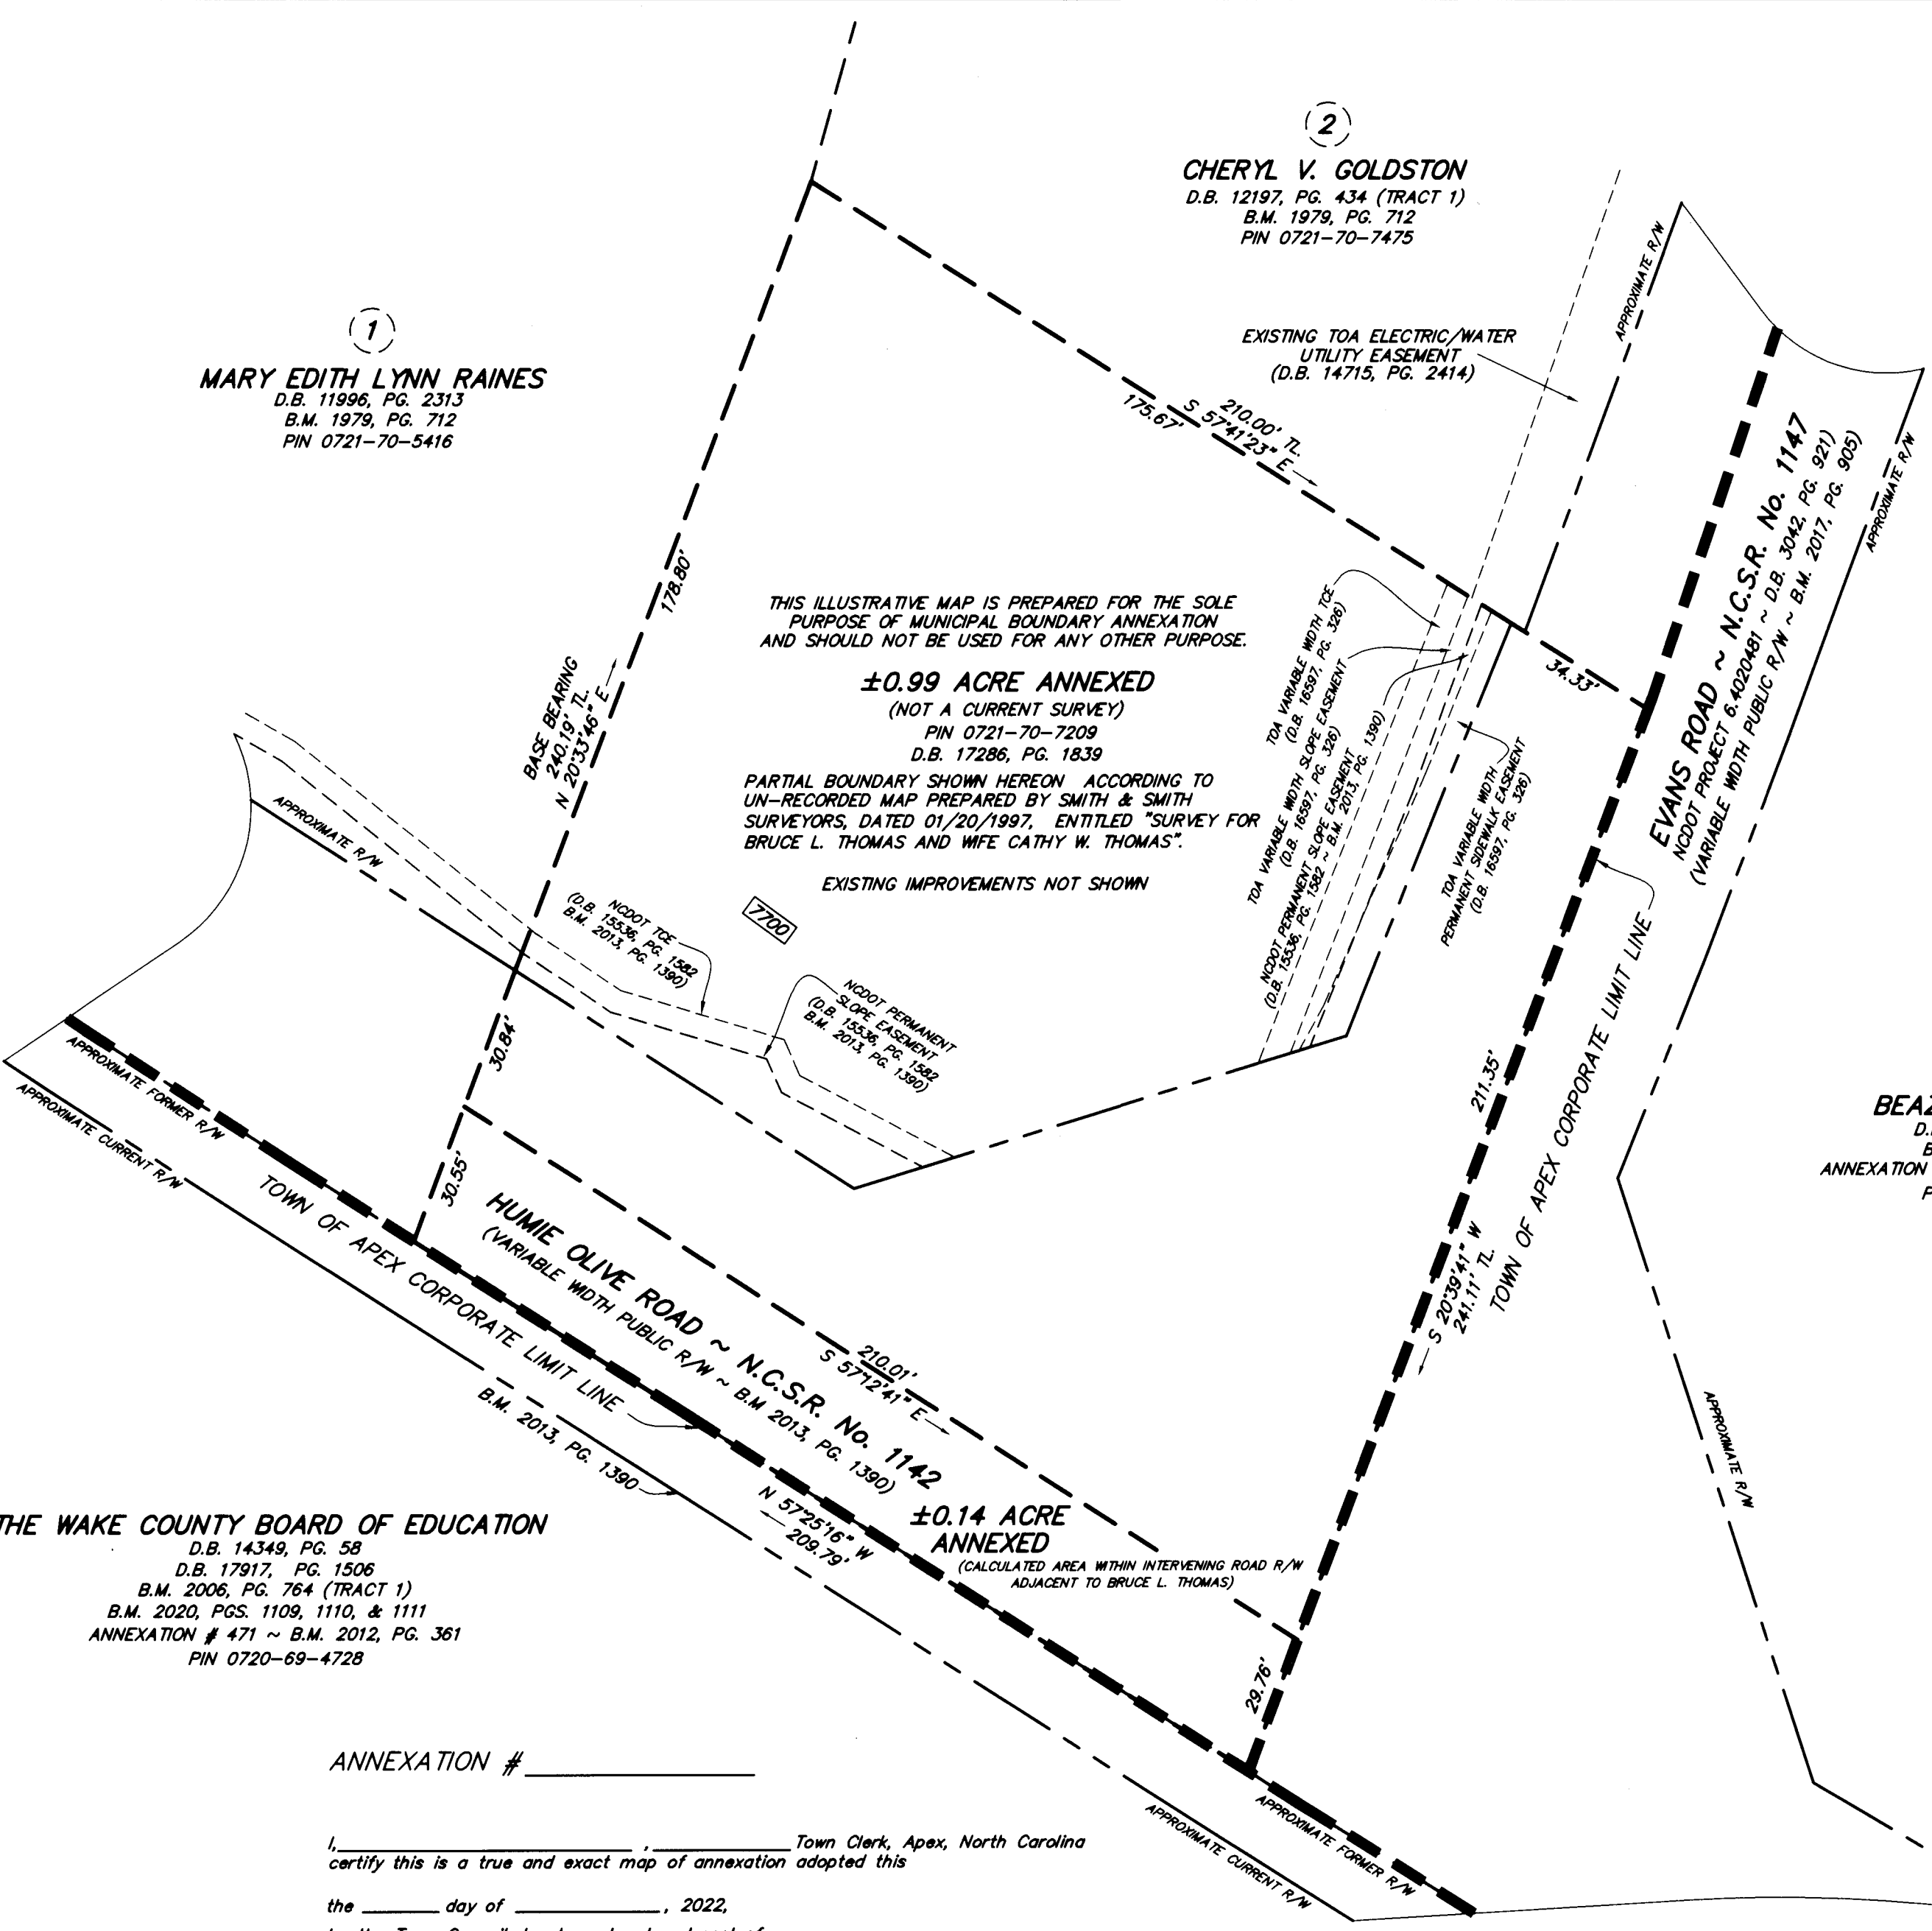 2
CHERYL V. GOLDSTON
D.B. 12197, PG. 434 (TRACT 1)
B.M. 1979, PG. 712
PIN 0721-70-7475
1
MARY EDITH LYNN RAINES
D.B. 11996, PG. 2313
B.M. 1979, PG. 712
PIN 0721-70-5416
EXISTING TOA ELECTRIC/WATER
UTILITY EASEMENT
(D.B. 14715, PG. 2414)
APPROXIMATE R/W
210.00' TL.
S 57°41'23" E
175.67'
34.33'
EVANS ROAD ~ N.C.S.R. No. 1147
NCDOT PROJECT 6.4020481 ~ D.B. 3042, PG. 921)
(VARIABLE WIDTH PUBLIC R/W ~ B.M. 2017, PG. 905)
APPROXIMATE R/W
178.80'
BASE BEARING
240.19' TL.
N 20°33'46" E
THIS ILLUSTRATIVE MAP IS PREPARED FOR THE SOLE
PURPOSE OF MUNICIPAL BOUNDARY ANNEXATION
AND SHOULD NOT BE USED FOR ANY OTHER PURPOSE.
±0.99 ACRE ANNEXED
(NOT A CURRENT SURVEY)
PIN 0721-70-7209
D.B. 17286, PG. 1839
PARTIAL BOUNDARY SHOWN HEREON ACCORDING TO
UN-RECORDED MAP PREPARED BY SMITH & SMITH
SURVEYORS, DATED 01/20/1997, ENTITLED "SURVEY FOR
BRUCE L. THOMAS AND WIFE CATHY W. THOMAS".
EXISTING IMPROVEMENTS NOT SHOWN
7700
TOA VARIABLE WIDTH TCE
(D.B. 16597, PG. 326)
TOA VARIABLE WIDTH SLOPE EASEMENT
(D.B. 16597, PG. 326)
NCDOT PERMANENT SLOPE EASEMENT
(D.B. 15536, PG. 1582 ~ B.M. 2013, PG. 1390)
TOA VARIABLE WIDTH
PERMANENT SIDEWALK EASEMENT
(D.B. 16597, PG. 326)
APPROXIMATE R/W
NCDOT TCE
(D.B. 15536, PG. 1582
B.M. 2013, PG. 1390)
NCDOT PERMANENT
SLOPE EASEMENT
(D.B. 15536, PG. 1582
B.M. 2013, PG. 1390)
30.84'
30.55'
APPROXIMATE FORMER R/W
APPROXIMATE CURRENT R/W
TOWN OF APEX CORPORATE LIMIT LINE
HUMIE OLIVE ROAD ~ N.C.S.R. No. 1142
(VARIABLE WIDTH PUBLIC R/W ~ B.M 2013, PG. 1390)
210.01'
S 57°12'41" E
B.M. 2013, PG. 1390
N 57°25'16" W
209.79'
211.35'
S 20°39'41" W
241.11' TL.
TOWN OF APEX CORPORATE LIMIT LINE
BEAZ
D.
B
ANNEXATION
P
APPROXIMATE R/W
±0.14 ACRE
ANNEXED
(CALCULATED AREA WITHIN INTERVENING ROAD R/W
ADJACENT TO BRUCE L. THOMAS)
29.76'
THE WAKE COUNTY BOARD OF EDUCATION
D.B. 14349, PG. 58
D.B. 17917, PG. 1506
B.M. 2006, PG. 764 (TRACT 1)
B.M. 2020, PGS. 1109, 1110, & 1111
ANNEXATION # 471 ~ B.M. 2012, PG. 361
PIN 0720-69-4728
APPROXIMATE FORMER R/W
APPROXIMATE CURRENT R/W
ANNEXATION #
I, , Town Clerk, Apex, North Carolina
certify this is a true and exact map of annexation adopted this
the day of , 2022,